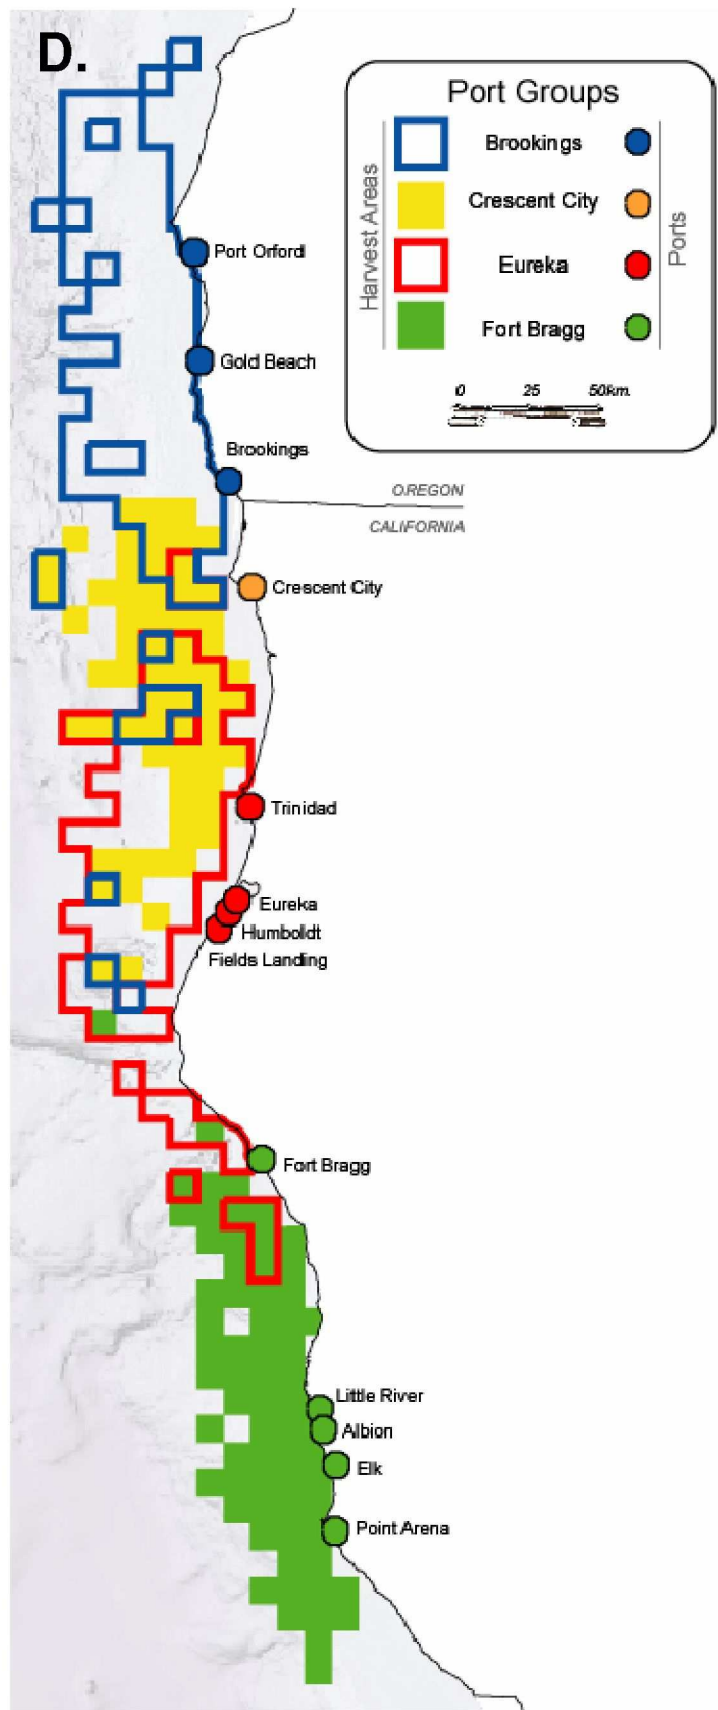 D.
Port Groups
Harvest Areas
Brookings
Crescent City
Eureka
Fort Bragg
Ports
0 25 50km
Port Orford
Gold Beach
Brookings
OREGON
CALIFORNIA
Crescent City
Trinidad
Eureka
Humboldt
Fields Landing
Fort Bragg
Little River
Albion
Elk
Point Arena